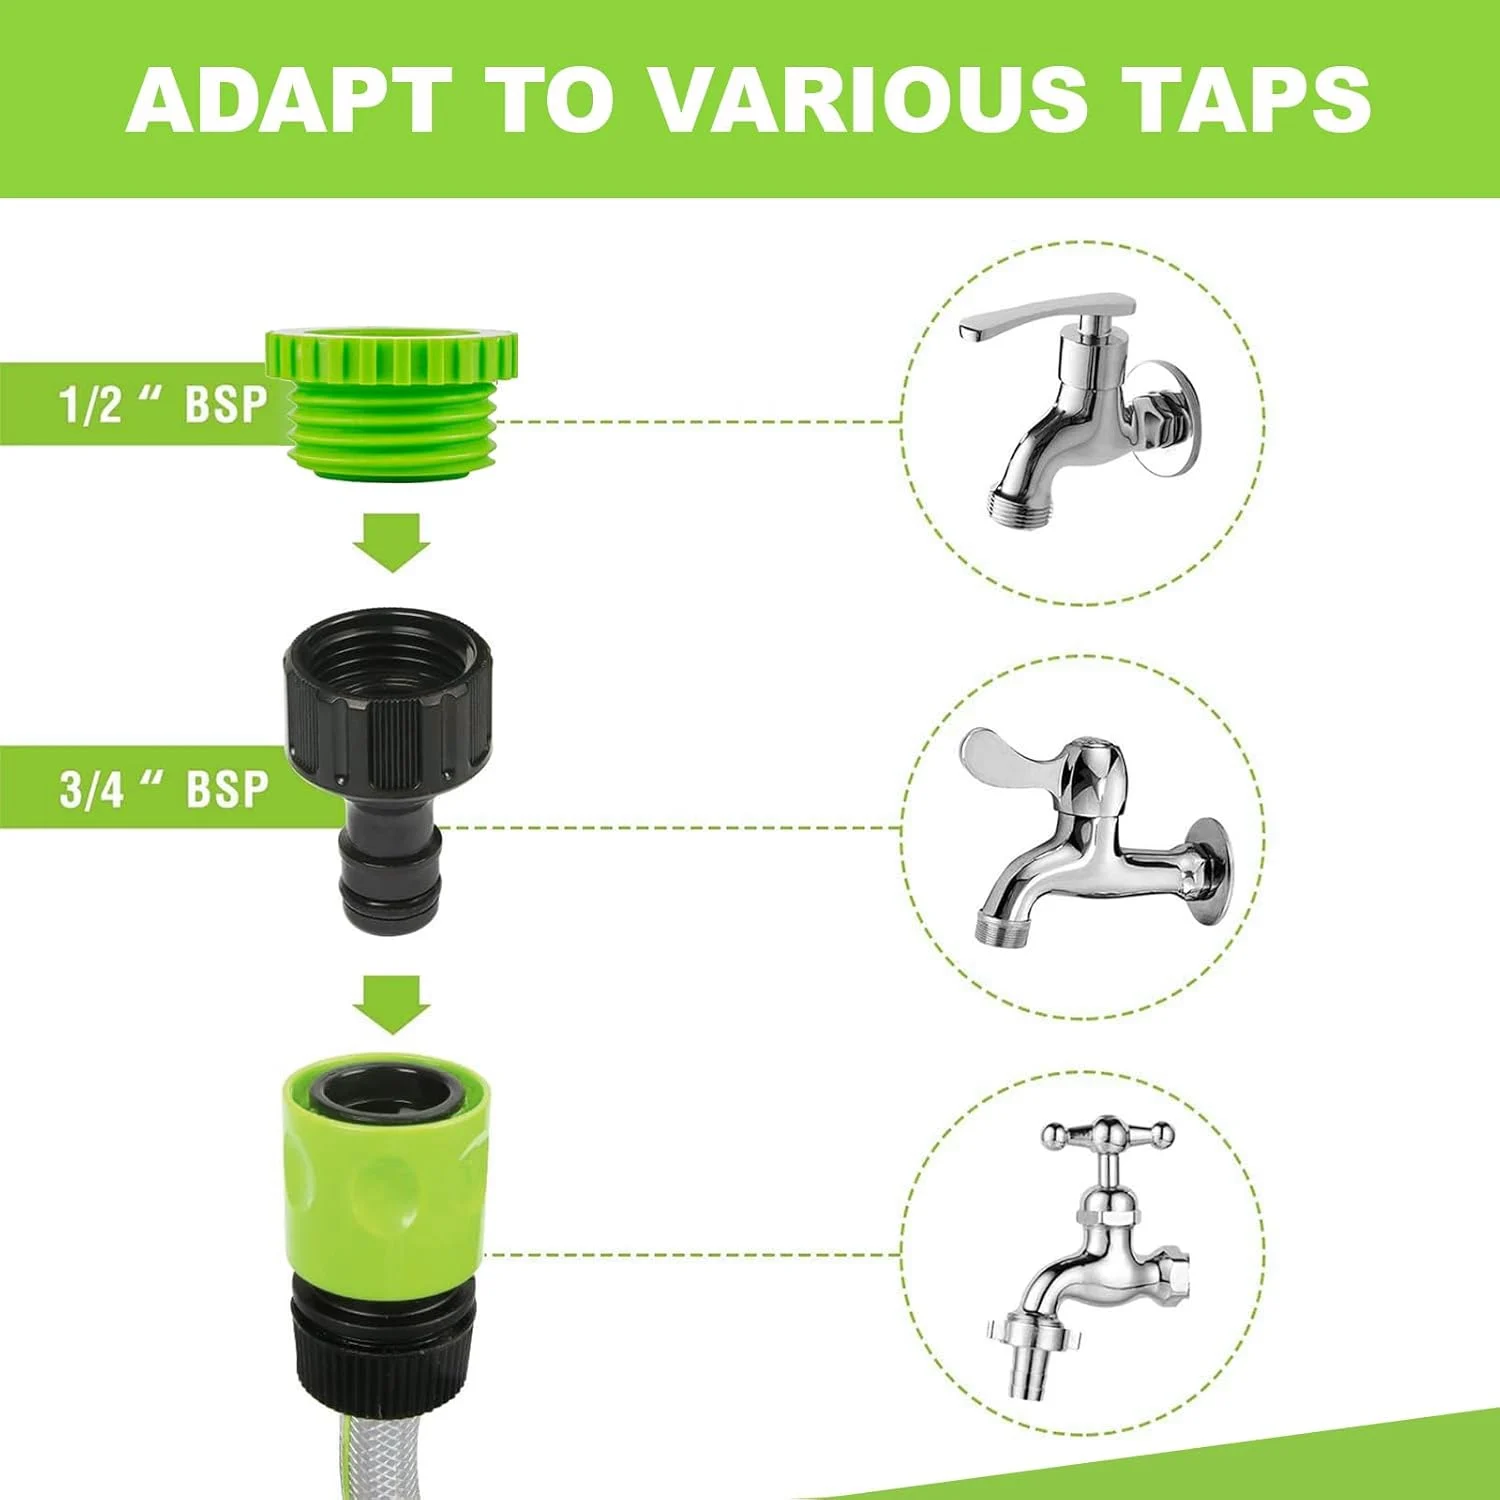 ADAPT TO VARIOUS TAPS
1/2 “ BSP
3/4 “ BSP